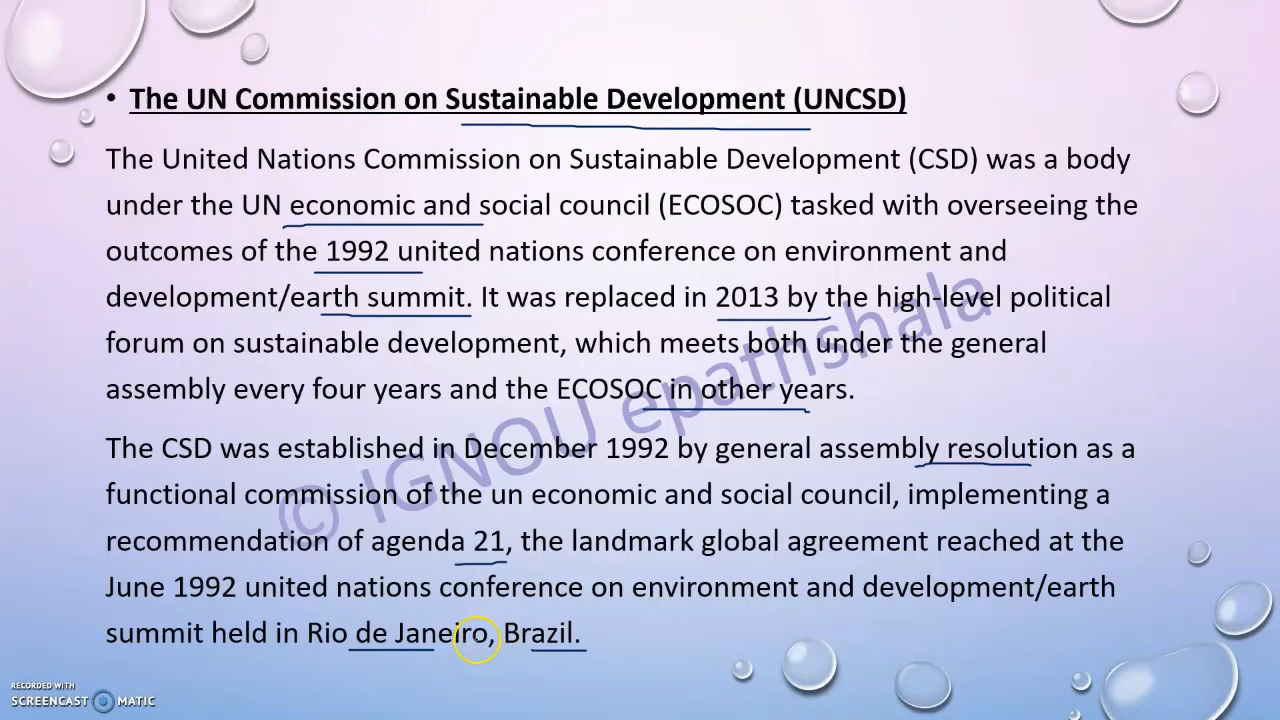 • The UN Commission on Sustainable Development (UNCSD)
The United Nations Commission on Sustainable Development (CSD) was a body
under the UN economic and social council (ECOSOC) tasked with overseeing the
outcomes of the 1992 united nations conference on environment and
development/earth summit. It was replaced in 2013 by the high-level political
forum on sustainable development, which meets both under the general
assembly every four years and the ECOSOC in other years.
The CSD was established in December 1992 by general assembly resolution as a
functional commission of the un economic and social council, implementing a
recommendation of agenda 21, the landmark global agreement reached at the
June 1992 united nations conference on environment and development/earth
summit held in Rio de Janeiro, Brazil.
© IGNOU epathshala
RECORDED WITH
SCREENCAST MATIC